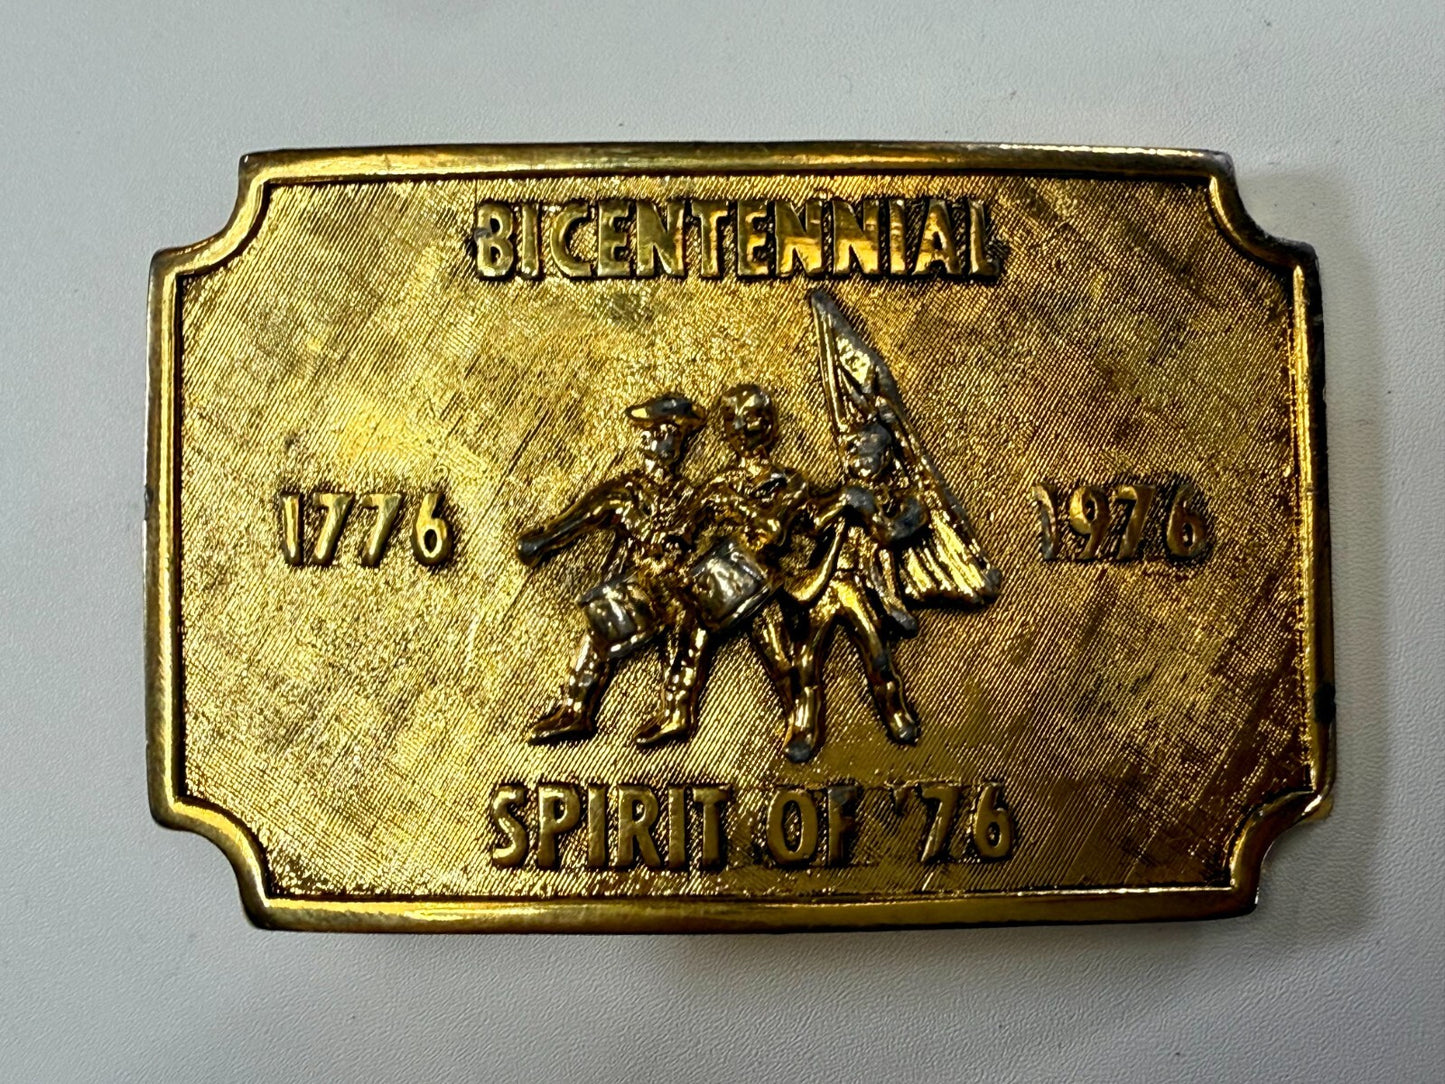 BICENTENNIAL
1776 1976
SPIRIT OF '76